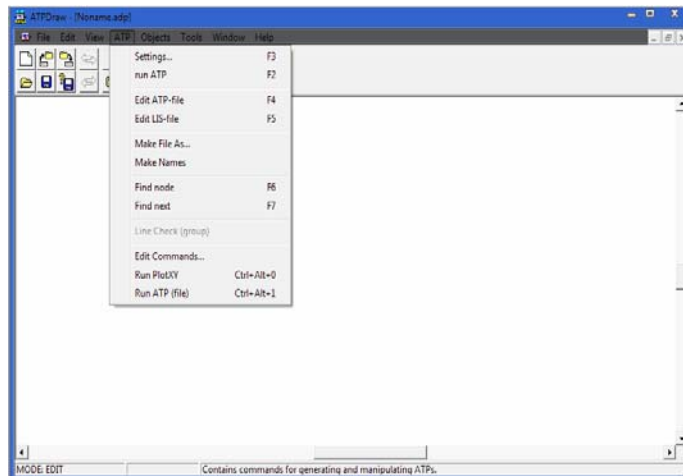 ATPDraw - [Noname.adp]
File Edit View ATP Objects Tools Window Help
Settings... F3
run ATP F2
Edit ATP-file F4
Edit LIS-file F5
Make File As...
Make Names
Find node F6
Find next F7
Line Check (group)
Edit Commands...
Run PlotXY Ctrl+Alt+0
Run ATP (file) Ctrl+Alt+1
MODE: EDIT
Contains commands for generating and manipulating ATPs.